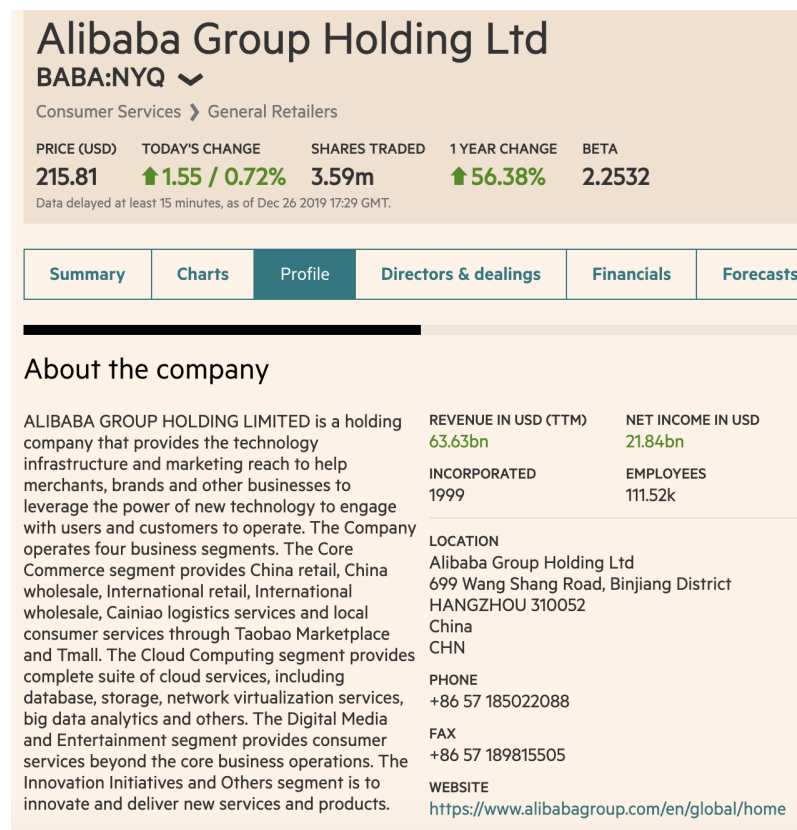 Alibaba Group Holding Ltd
BABA:NYQ
Consumer Services ❯ General Retailers
PRICE (USD) TODAY'S CHANGE SHARES TRADED 1 YEAR CHANGE BETA
215.81 1.55 / 0.72% 3.59m 56.38% 2.2532
Data delayed at least 15 minutes, as of Dec 26 2019 17:29 GMT.
Summary Charts Profile Directors & dealings Financials Forecasts
About the company
ALIBABA GROUP HOLDING LIMITED is a holding
company that provides the technology
infrastructure and marketing reach to help
merchants, brands and other businesses to
leverage the power of new technology to engage
with users and customers to operate. The Company
operates four business segments. The Core
Commerce segment provides China retail, China
wholesale, International retail, International
wholesale, Cainiao logistics services and local
consumer services through Taobao Marketplace
and Tmall. The Cloud Computing segment provides
complete suite of cloud services, including
database, storage, network virtualization services,
big data analytics and others. The Digital Media
and Entertainment segment provides consumer
services beyond the core business operations. The
Innovation Initiatives and Others segment is to
innovate and deliver new services and products.
REVENUE IN USD (TTM) NET INCOME IN USD
63.63bn 21.84bn
INCORPORATED EMPLOYEES
1999 111.52k
LOCATION
Alibaba Group Holding Ltd
699 Wang Shang Road, Binjiang District
HANGZHOU 310052
China
CHN
PHONE
+86 57 185022088
FAX
+86 57 189815505
WEBSITE
https://www.alibabagroup.com/en/global/home